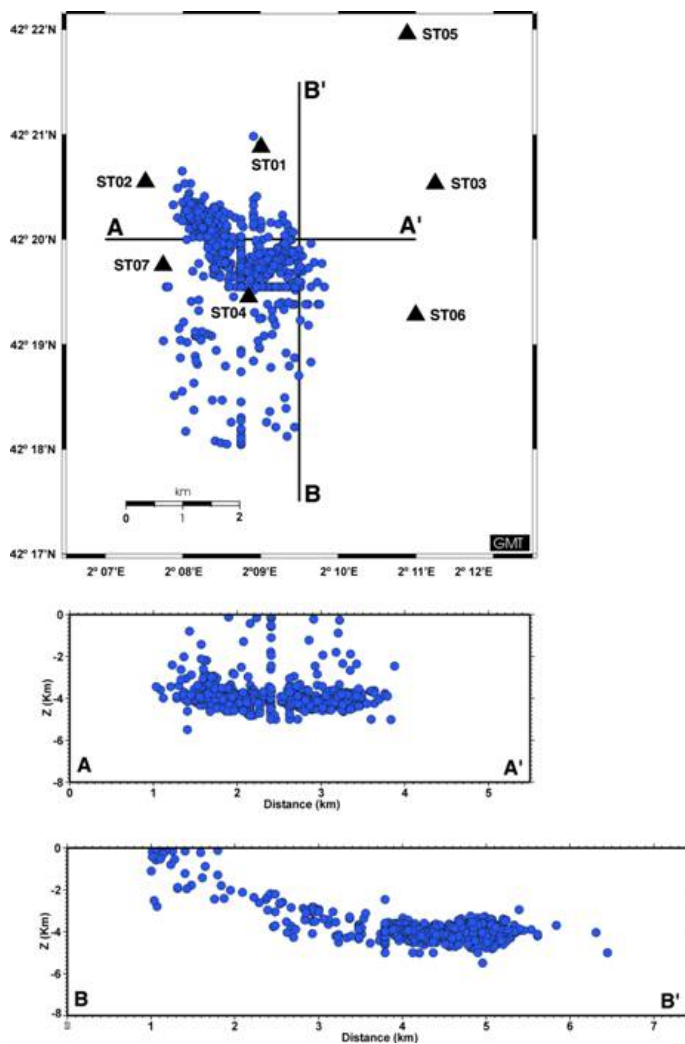 42° 22'N
ST05
B'
42° 21'N
ST01
ST02
ST03
A
A'
42° 20'N
ST07
ST04
ST06
42° 19'N
42° 18'N
km
B
0 1 2
GMT
42° 17'N
2° 07'E 2° 08'E 2° 09'E 2° 10'E 2° 11'E 2° 12'E
0
-2
Z (Km)
-4
-6
A
A'
-8
0 1 2 3 4 5
Distance (km)
0
-2
Z (Km)
-4
-6
B
B'
-8
0 1 2 3 4 5 6 7
Distance (km)